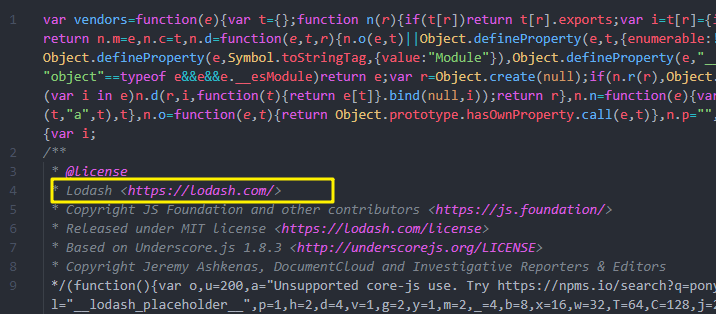 1 var vendors=function(e){var t={};function n(r){if(t[r])return t[r].exports;var i=t[r]={i
return n.m=e,n.c=t,n.d=function(e,t,r){n.o(e,t)||Object.defineProperty(e,t,{enumerable:!
Object.defineProperty(e,Symbol.toStringTag,{value:"Module"}),Object.defineProperty(e,"__
"object"==typeof e&&e&&e.__esModule)return e;var r=Object.create(null);if(n.r(r),Object.
(var i in e)n.d(r,i,function(t){return e[t]}.bind(null,i));return r},n.n=function(e){var
(t,"a",t),t},n.o=function(e,t){return Object.prototype.hasOwnProperty.call(e,t)},n.p="",
{var i;
2 /**
3 * @license
4 * Lodash <https://lodash.com/>
5 * Copyright JS Foundation and other contributors <https://js.foundation/>
6 * Released under MIT license <https://lodash.com/license>
7 * Based on Underscore.js 1.8.3 <http://underscorejs.org/LICENSE>
8 * Copyright Jeremy Ashkenas, DocumentCloud and Investigative Reporters & Editors
9 */(function(){var o,u=200,a="Unsupported core-js use. Try https://npms.io/search?q=pony
l="__lodash_placeholder__",p=1,h=2,d=4,v=1,g=2,y=1,m=2,_=4,b=8,x=16,w=32,T=64,C=128,j=2